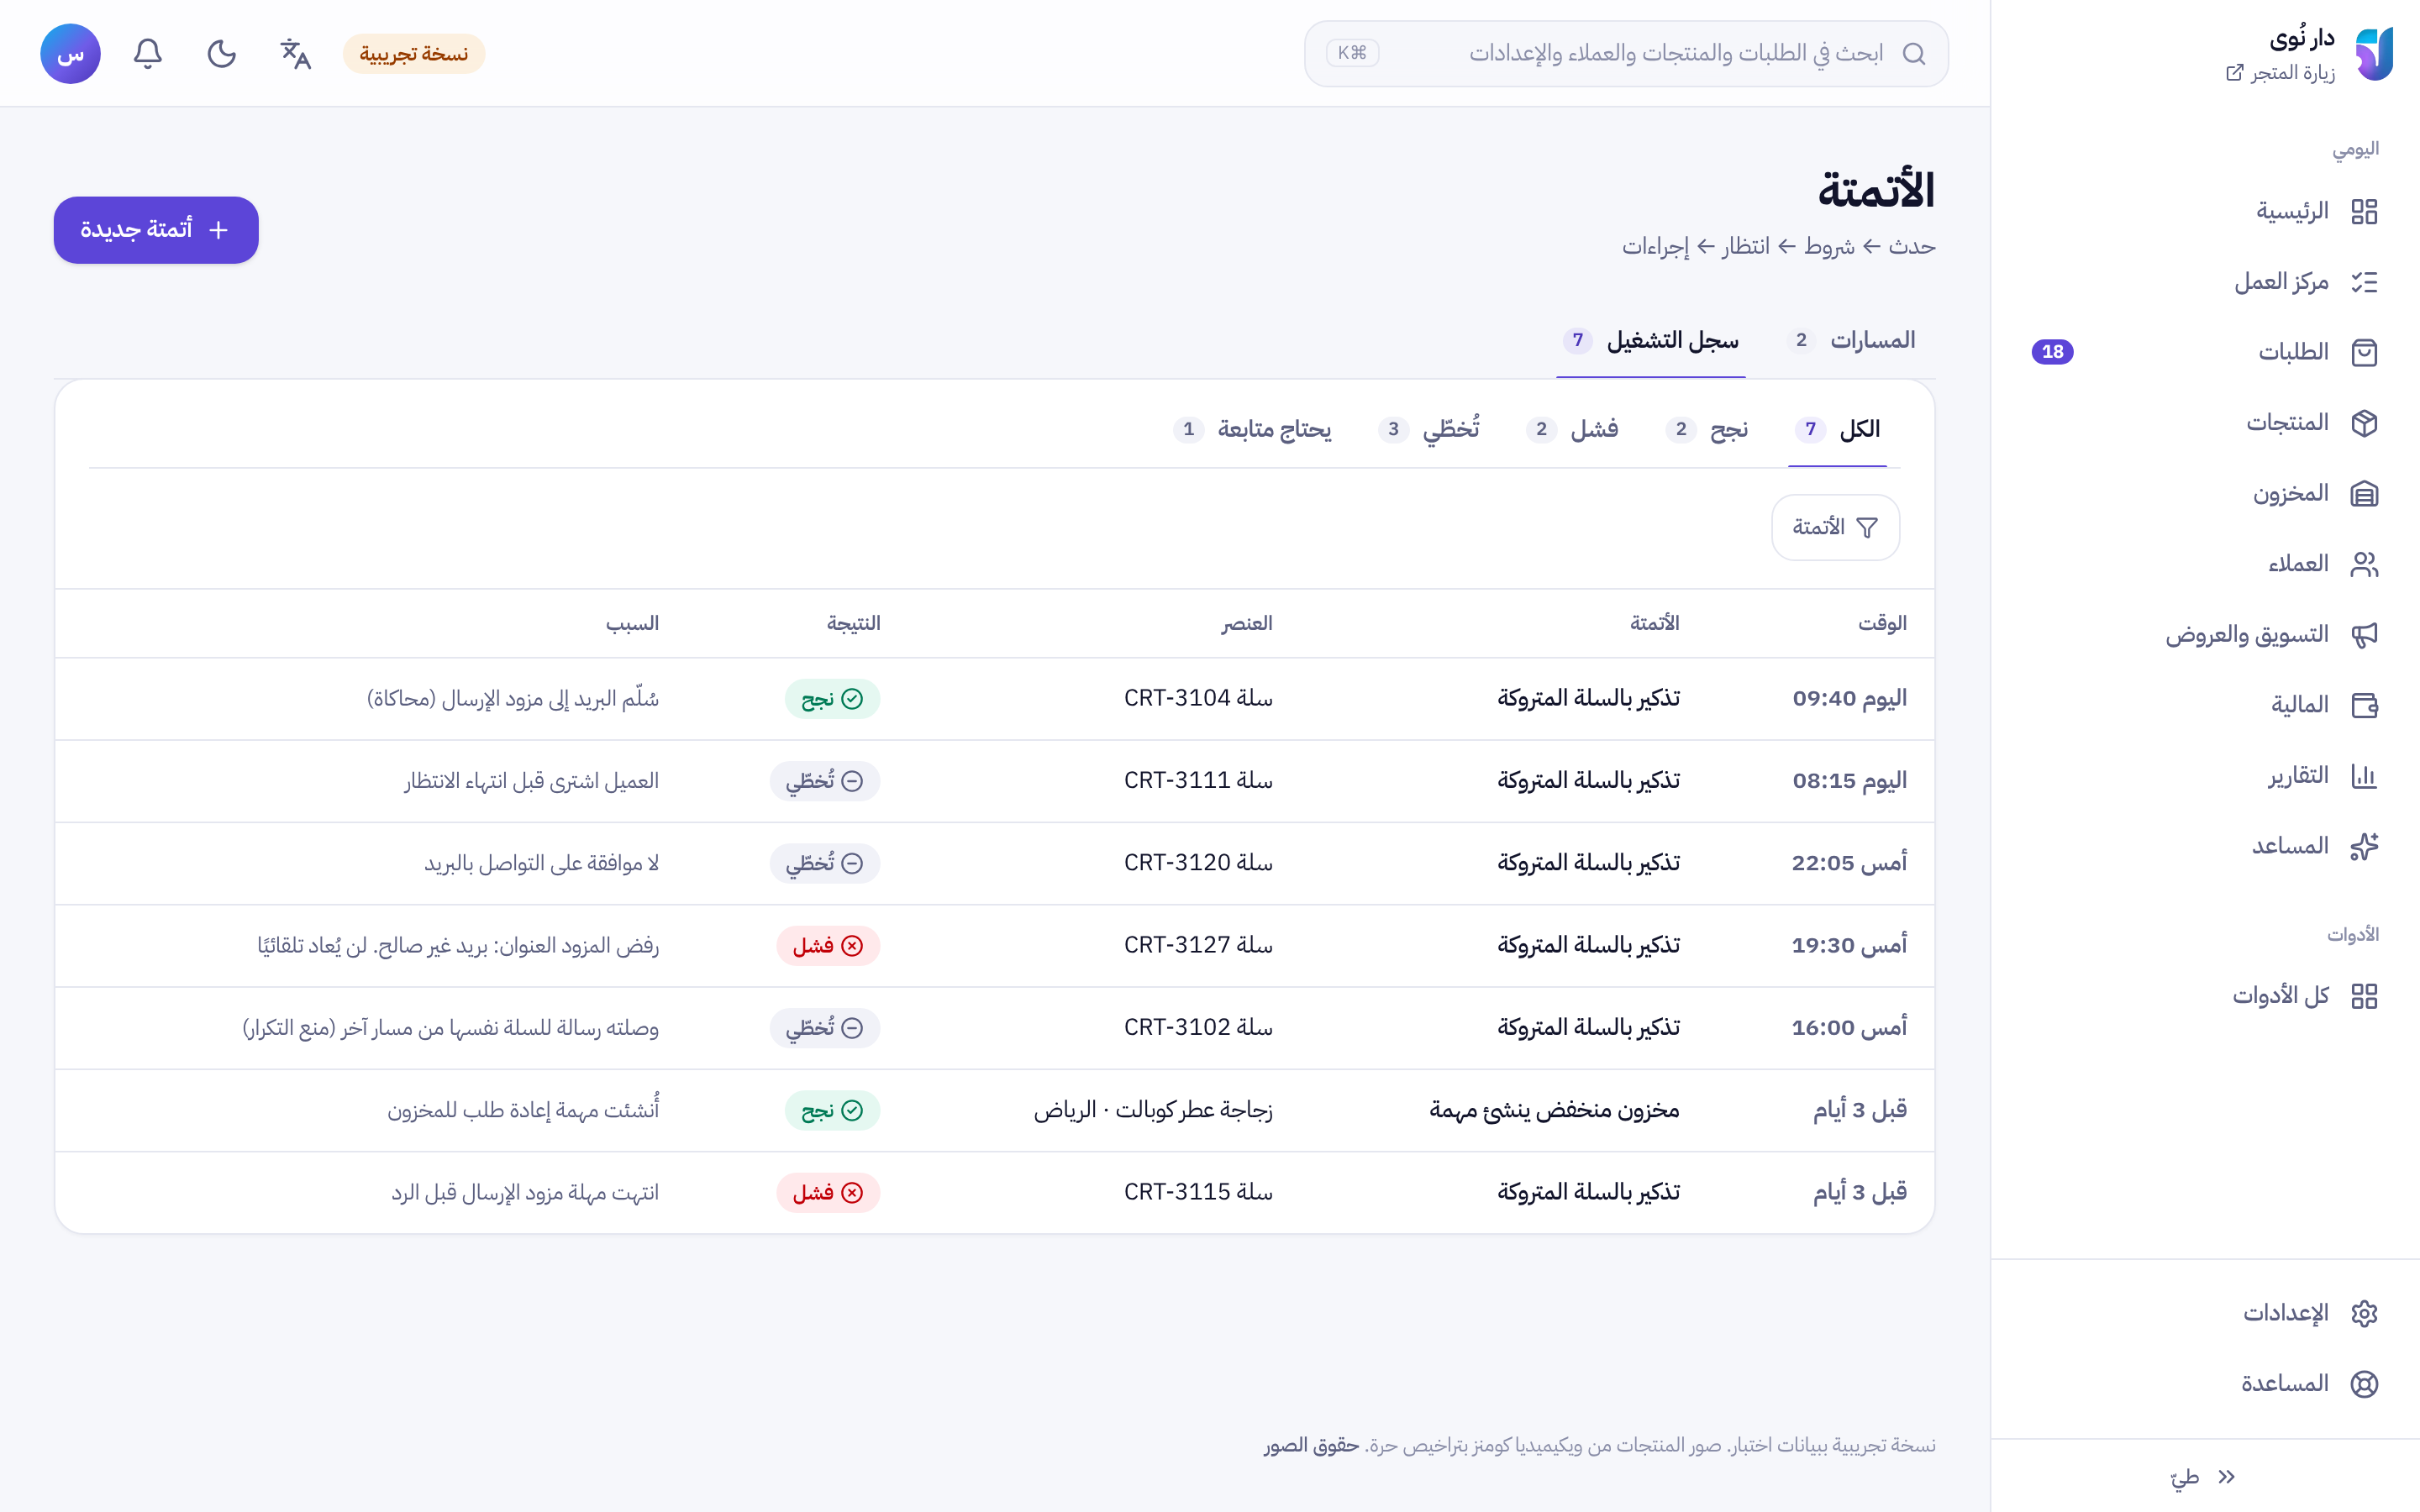 دار نُوى
زيارة المتجر
اليومي
الرئيسية
مركز العمل
الطلبات 18
المنتجات
المخزون
العملاء
التسويق والعروض
المالية
التقارير
المساعد
الأدوات
كل الأدوات
الإعدادات
المساعدة
طيّ
ابحث في الطلبات والمنتجات والعملاء والإعدادات ⌘K
نسخة تجريبية
س
الأتمتة
حدث ← شروط ← انتظار ← إجراءات
أتمتة جديدة
المسارات 2 سجل التشغيل 7
الكل 7 نجح 2 فشل 2 تُخطّي 3 يحتاج متابعة 1
الأتمتة
الوقت الأتمتة العنصر النتيجة السبب
اليوم 09:40 تذكير بالسلة المتروكة سلة CRT-3104 نجح سُلّم البريد إلى مزود الإرسال (محاكاة)
اليوم 08:15 تذكير بالسلة المتروكة سلة CRT-3111 تُخطّي العميل اشترى قبل انتهاء الانتظار
أمس 22:05 تذكير بالسلة المتروكة سلة CRT-3120 تُخطّي لا موافقة على التواصل بالبريد
أمس 19:30 تذكير بالسلة المتروكة سلة CRT-3127 فشل رفض المزود العنوان: بريد غير صالح. لن يُعاد تلقائيًا
أمس 16:00 تذكير بالسلة المتروكة سلة CRT-3102 تُخطّي وصلته رسالة للسلة نفسها من مسار آخر (منع التكرار)
قبل 3 أيام مخزون منخفض ينشئ مهمة زجاجة عطر كوبالت · الرياض نجح أُنشئت مهمة إعادة طلب للمخزون
قبل 3 أيام تذكير بالسلة المتروكة سلة CRT-3115 فشل انتهت مهلة مزود الإرسال قبل الرد
نسخة تجريبية ببيانات اختبار. صور المنتجات من ويكيميديا كومنز بتراخيص حرة. حقوق الصور